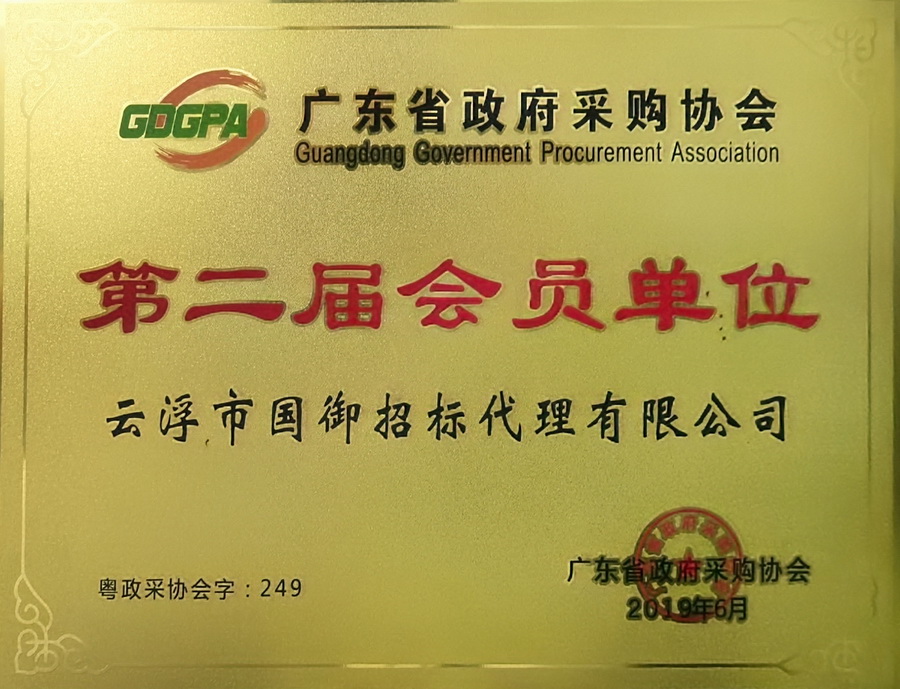 GDGPA
广东省政府采购协会
Guangdong Government Procurement Association
第二届会员单位
云浮市国御招标代理有限公司
粤政采协会字：249
广东省政府采购协会
2019年6月